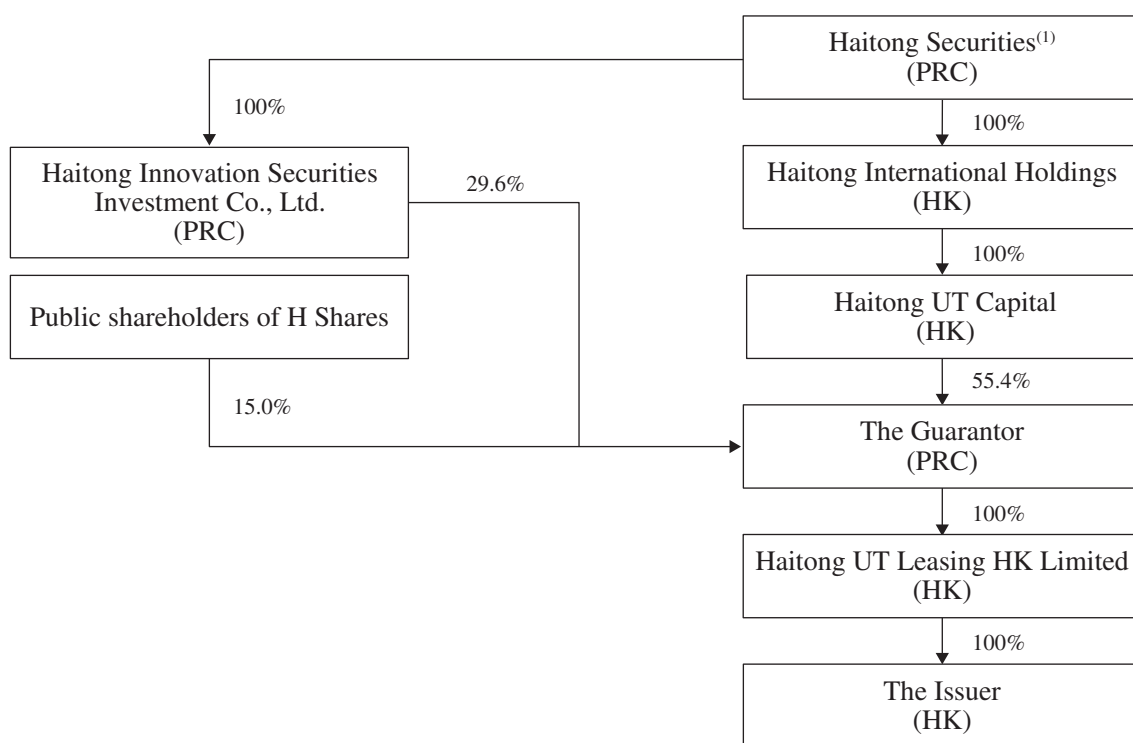 Haitong Securities(1)
(PRC)
100%
100%
Haitong Innovation Securities
Investment Co., Ltd.
(PRC)
29.6%
Haitong International Holdings
(HK)
100%
Public shareholders of H Shares
Haitong UT Capital
(HK)
55.4%
15.0%
The Guarantor
(PRC)
100%
Haitong UT Leasing HK Limited
(HK)
100%
The Issuer
(HK)